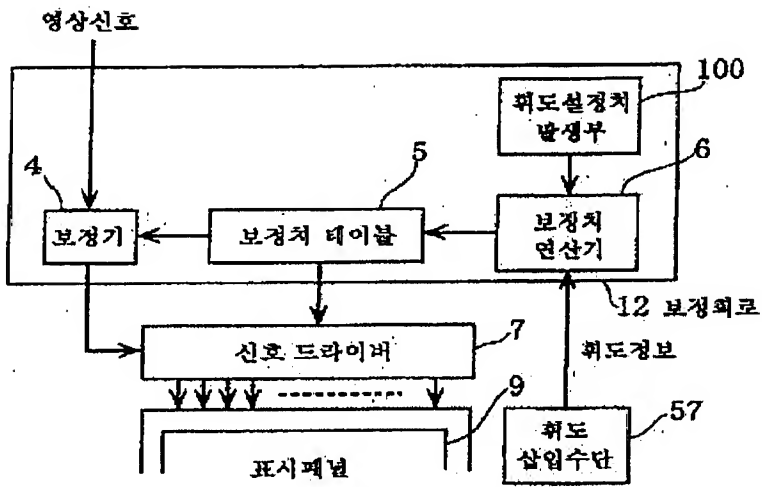 영상신호
100
휘도설정치
발생부
6
4
5
보정기
보정치 테이블
보정치
연산기
12 보정회로
신호 드라이버
7
휘도정보
9
57
표시패널
휘도
삽입수단